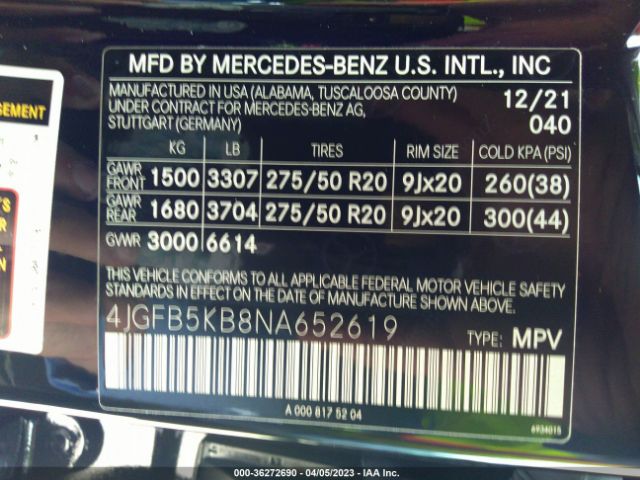 MFD BY MERCEDES-BENZ U.S. INTL., INC
MANUFACTURED IN USA (ALABAMA, TUSCALOOSA COUNTY) 12/21
UNDER CONTRACT FOR MERCEDES-BENZ AG,
STUTTGART (GERMANY) 040
KG LB TIRES RIM SIZE COLD KPA (PSI)
GAWR FRONT 1500 3307 275/50 R20 9Jx20 260(38)
GAWR REAR 1680 3704 275/50 R20 9Jx20 300(44)
GVWR 3000 6614
THIS VEHICLE CONFORMS TO ALL APPLICABLE FEDERAL MOTOR VEHICLE SAFETY
STANDARDS IN EFFECT ON THE DATE OF MANUFACTURE SHOWN ABOVE.
4JGFB5KB8NA652619 TYPE: MPV
A 000 817 52 04
6934015
000-36272690 - 04/05/2023 - IAA Inc.